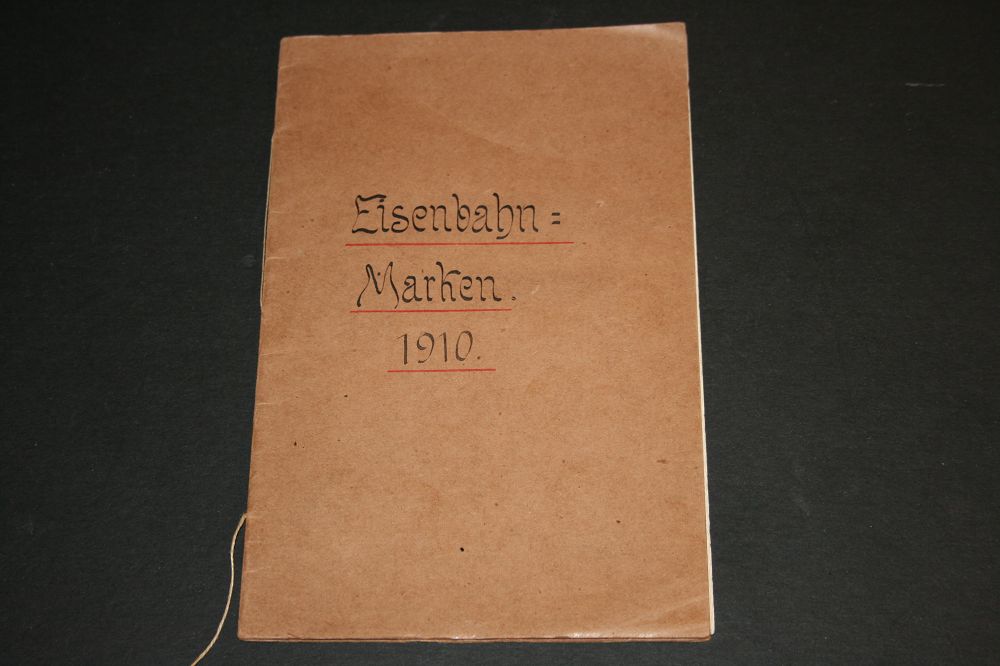 Eisenbahn=
Marken.
1910.